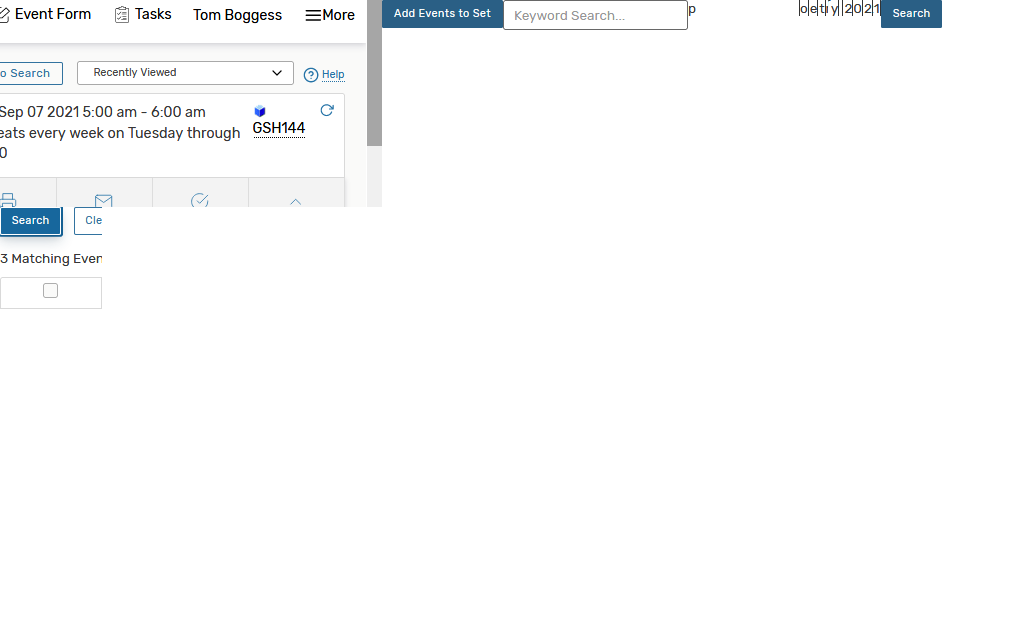 Event Form Tasks Tom Boggess More
Add Events to Set Keyword Search... p o e t i y 2021 Search
o Search Recently Viewed Help
Sep 07 2021 5:00 am - 6:00 am
GSH144
eats every week on Tuesday through
0
Search Cle
3 Matching Even